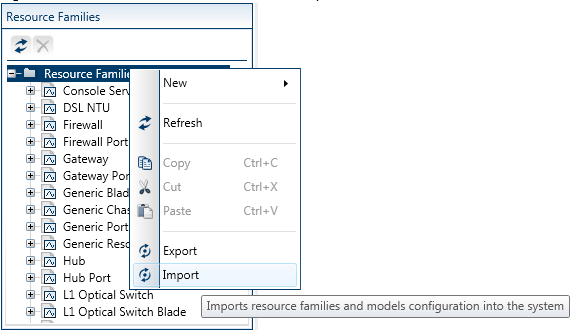 Resource Families
Resource Familie
Console Serv
DSL NTU
Firewall
Firewall Port
Gateway
Gateway Por
Generic Blad
Generic Chas
Generic Port
Generic Reso
Hub
Hub Port
L1 Optical Switch
L1 Optical Switch Blade
New
Refresh
Copy Ctrl+C
Cut Ctrl+X
Paste Ctrl+V
Export
Import
Imports resource families and models configuration into the system